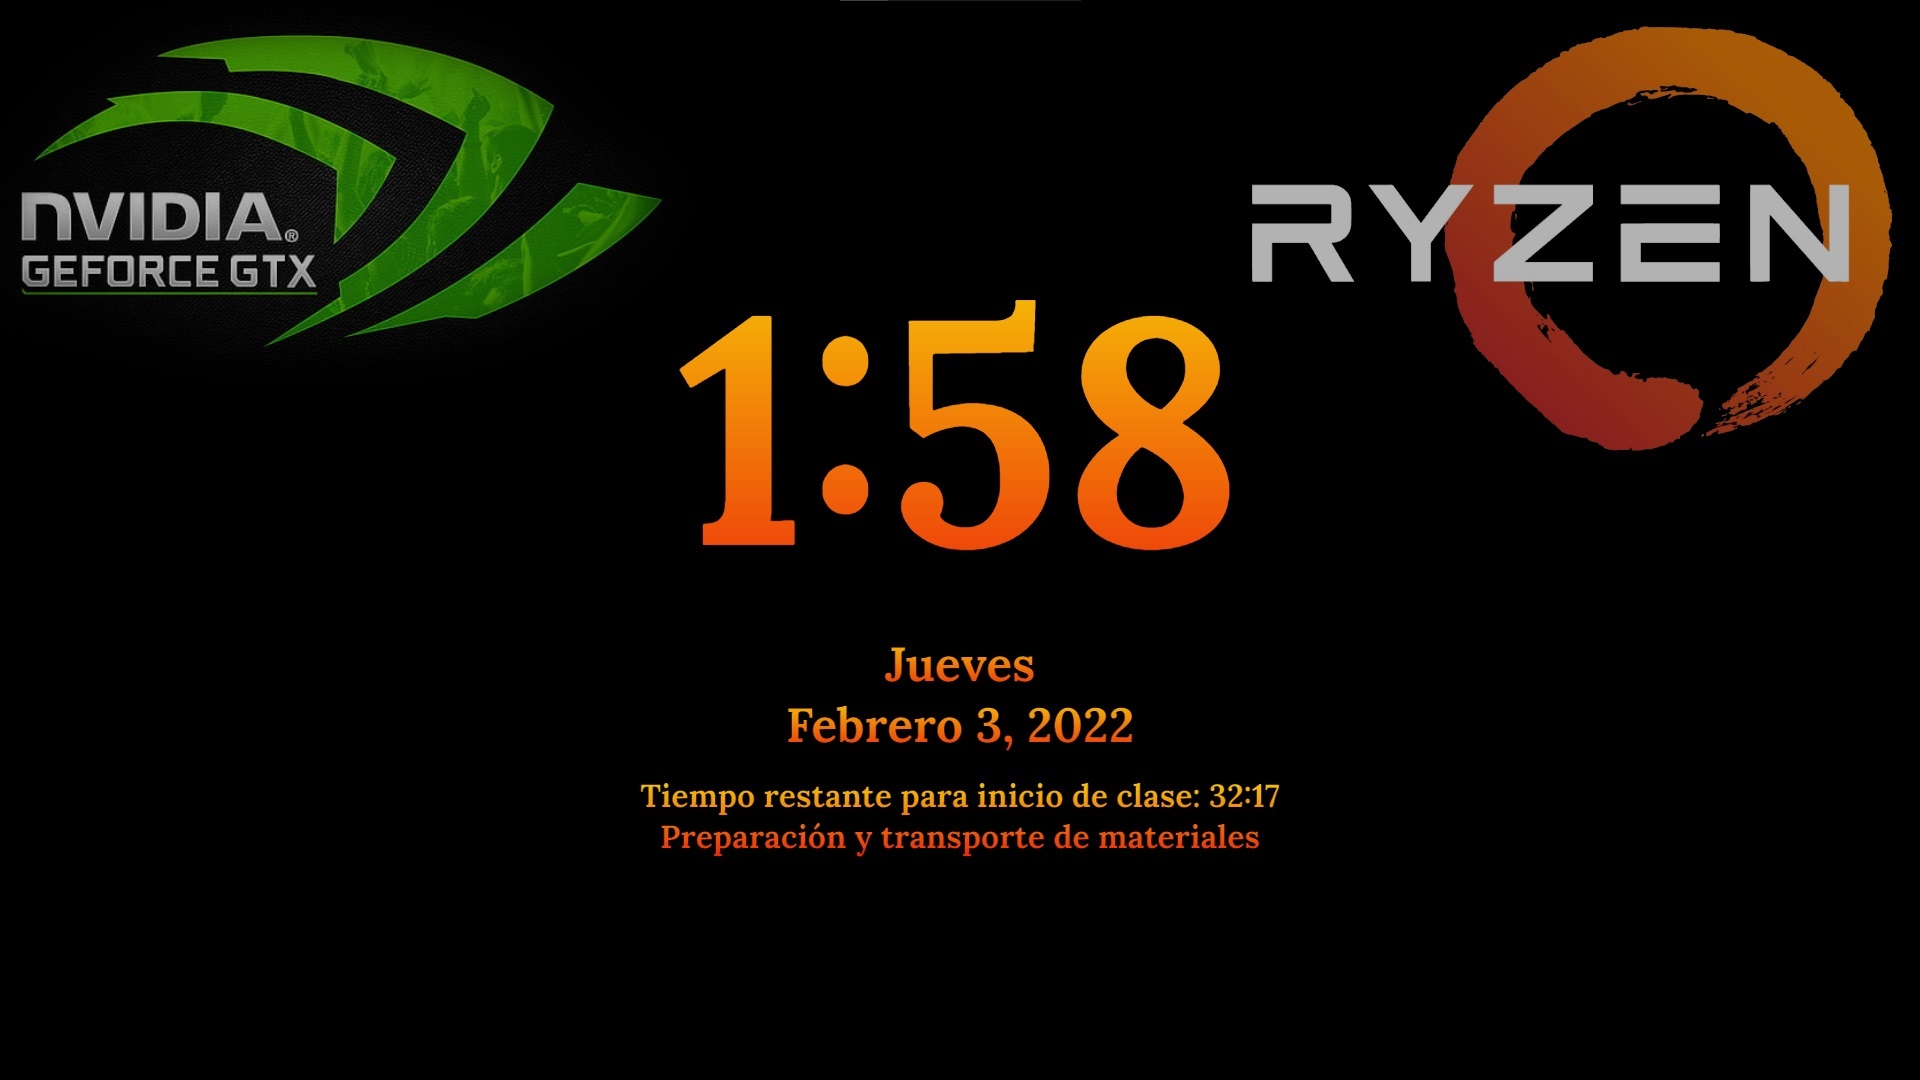 NVIDIA®
GEFORCE GTX
RYZEN
1:58
Jueves
Febrero 3, 2022
Tiempo restante para inicio de clase: 32:17
Preparación y transporte de materiales